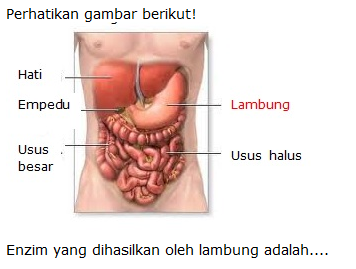 Perhatikan gambar berikut!
Hati
Empedu
Lambung
Usus
besar
Usus halus
Enzim yang dihasilkan oleh lambung adalah....